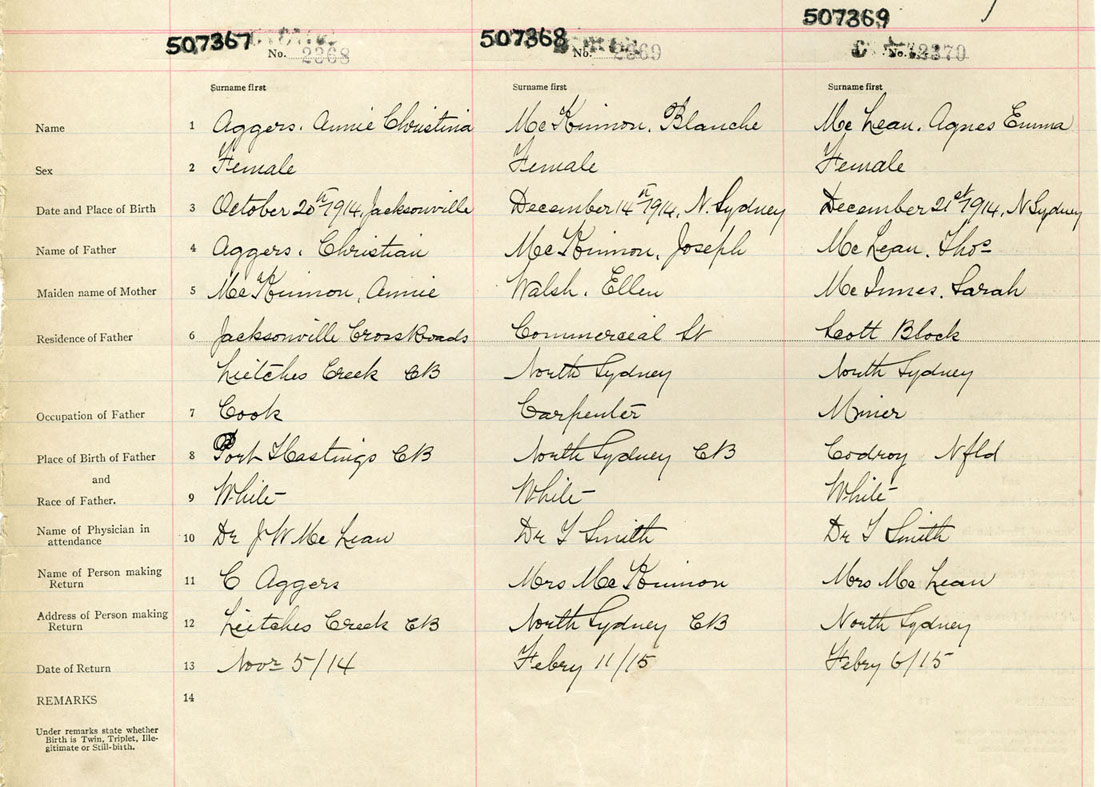 507367 507368 507369
No. 2368 No. 2369 No. 2370
Surname first Surname first Surname first
Name 1 Aggers. Annie Christina McKinnon. Blanche McLean. Agnes Emma
Sex 2 Female Female Female
Date and Place of Birth 3 October 20th 1914, Jacksonville December 14th 1914, N. Sydney December 21st 1914, N Sydney
Name of Father 4 Aggers. Christian McKinnon, Joseph McLean. Thos
Maiden name of Mother 5 McKinnon, Annie Walsh. Ellen McInnes. Sarah
Residence of Father 6 Jacksonville Cross Roads Commercial St Scott Block
Leitches Creek CB North Sydney North Sydney
Occupation of Father 7 Cook Carpenter Miner
Place of Birth of Father 8 Port Hastings CB North Sydney CB Codroy Nfld
and
Race of Father. 9 White White White
Name of Physician in attendance 10 Dr J W McLean Dr T Smith Dr T Smith
Name of Person making Return 11 C Aggers Mrs McKinnon Mrs McLean
Address of Person making Return 12 Leitches Creek CB North Sydney CB North Sydney
Date of Return 13 Novr 5/14 Febry 11/15 Febry 6/15
REMARKS 14
Under remarks state whether
Birth is Twin, Triplet, Ille-
gitimate or Still-birth.